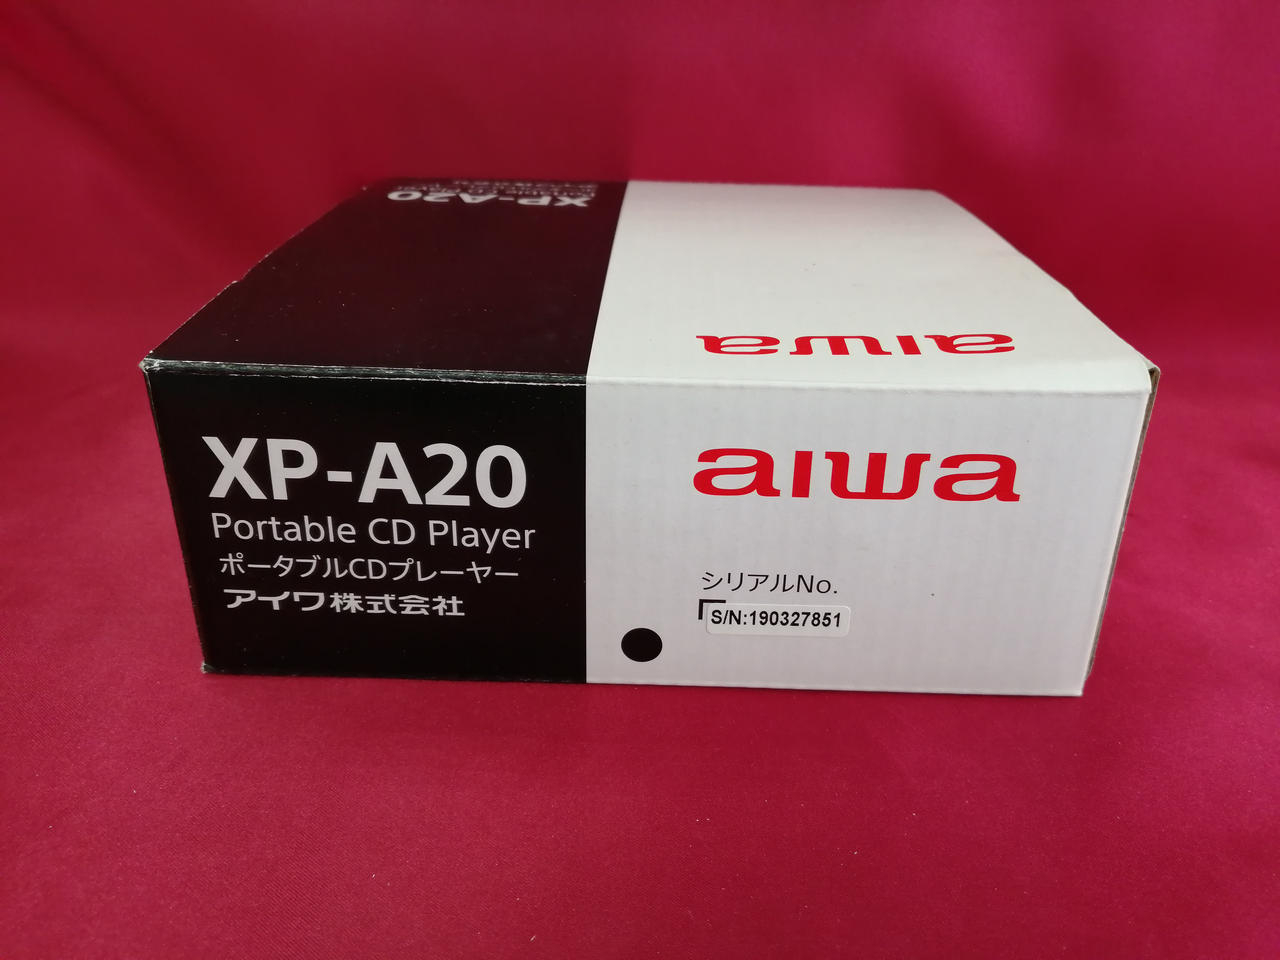 XP-A20
aiwa
XP-A20
Portable CD Player
ポータブルCDプレーヤー
アイワ株式会社
aiwa
シリアルNo.
S/N:190327851